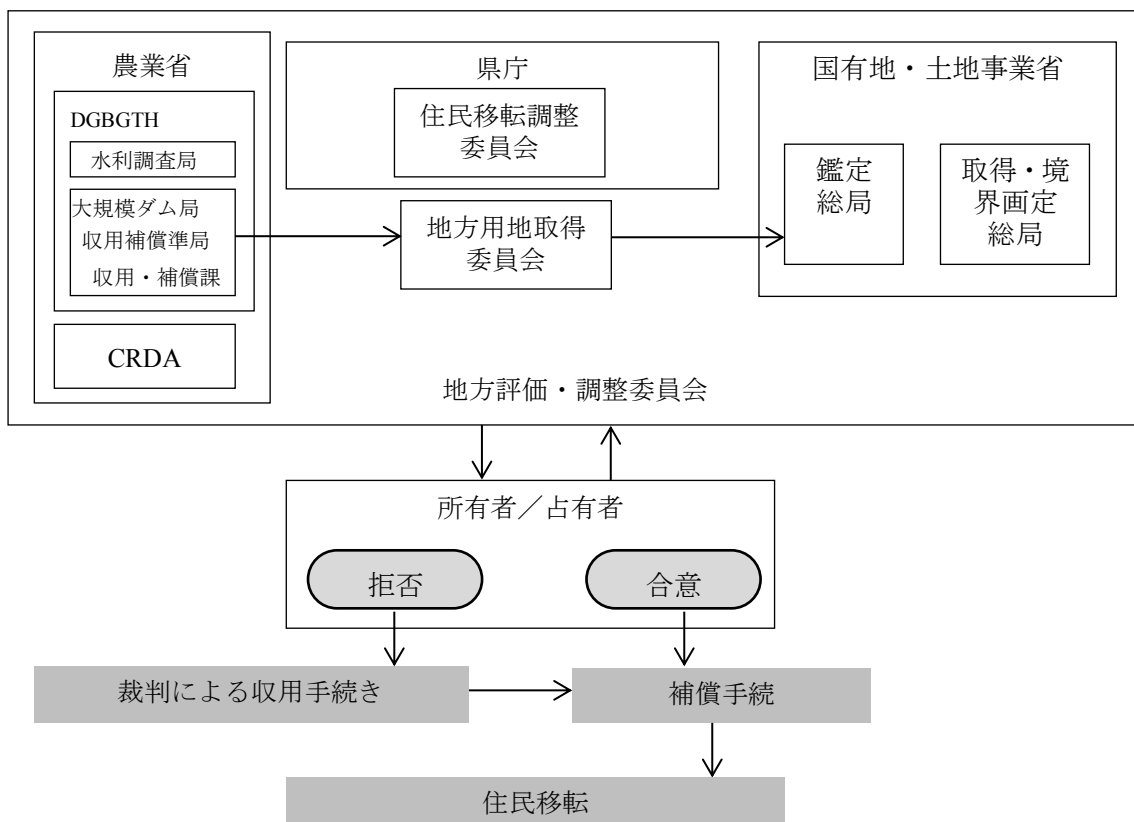 農業省
DGBGTH
水利調査局
大規模ダム局
収用補償準局
収用・補償課
CRDA
県庁
住民移転調整
委員会
地方用地取得
委員会
国有地・土地事業省
鑑定
総局
取得・境
界画定
総局
地方評価・調整委員会
所有者／占有者
拒否
合意
裁判による収用手続き
補償手続
住民移転